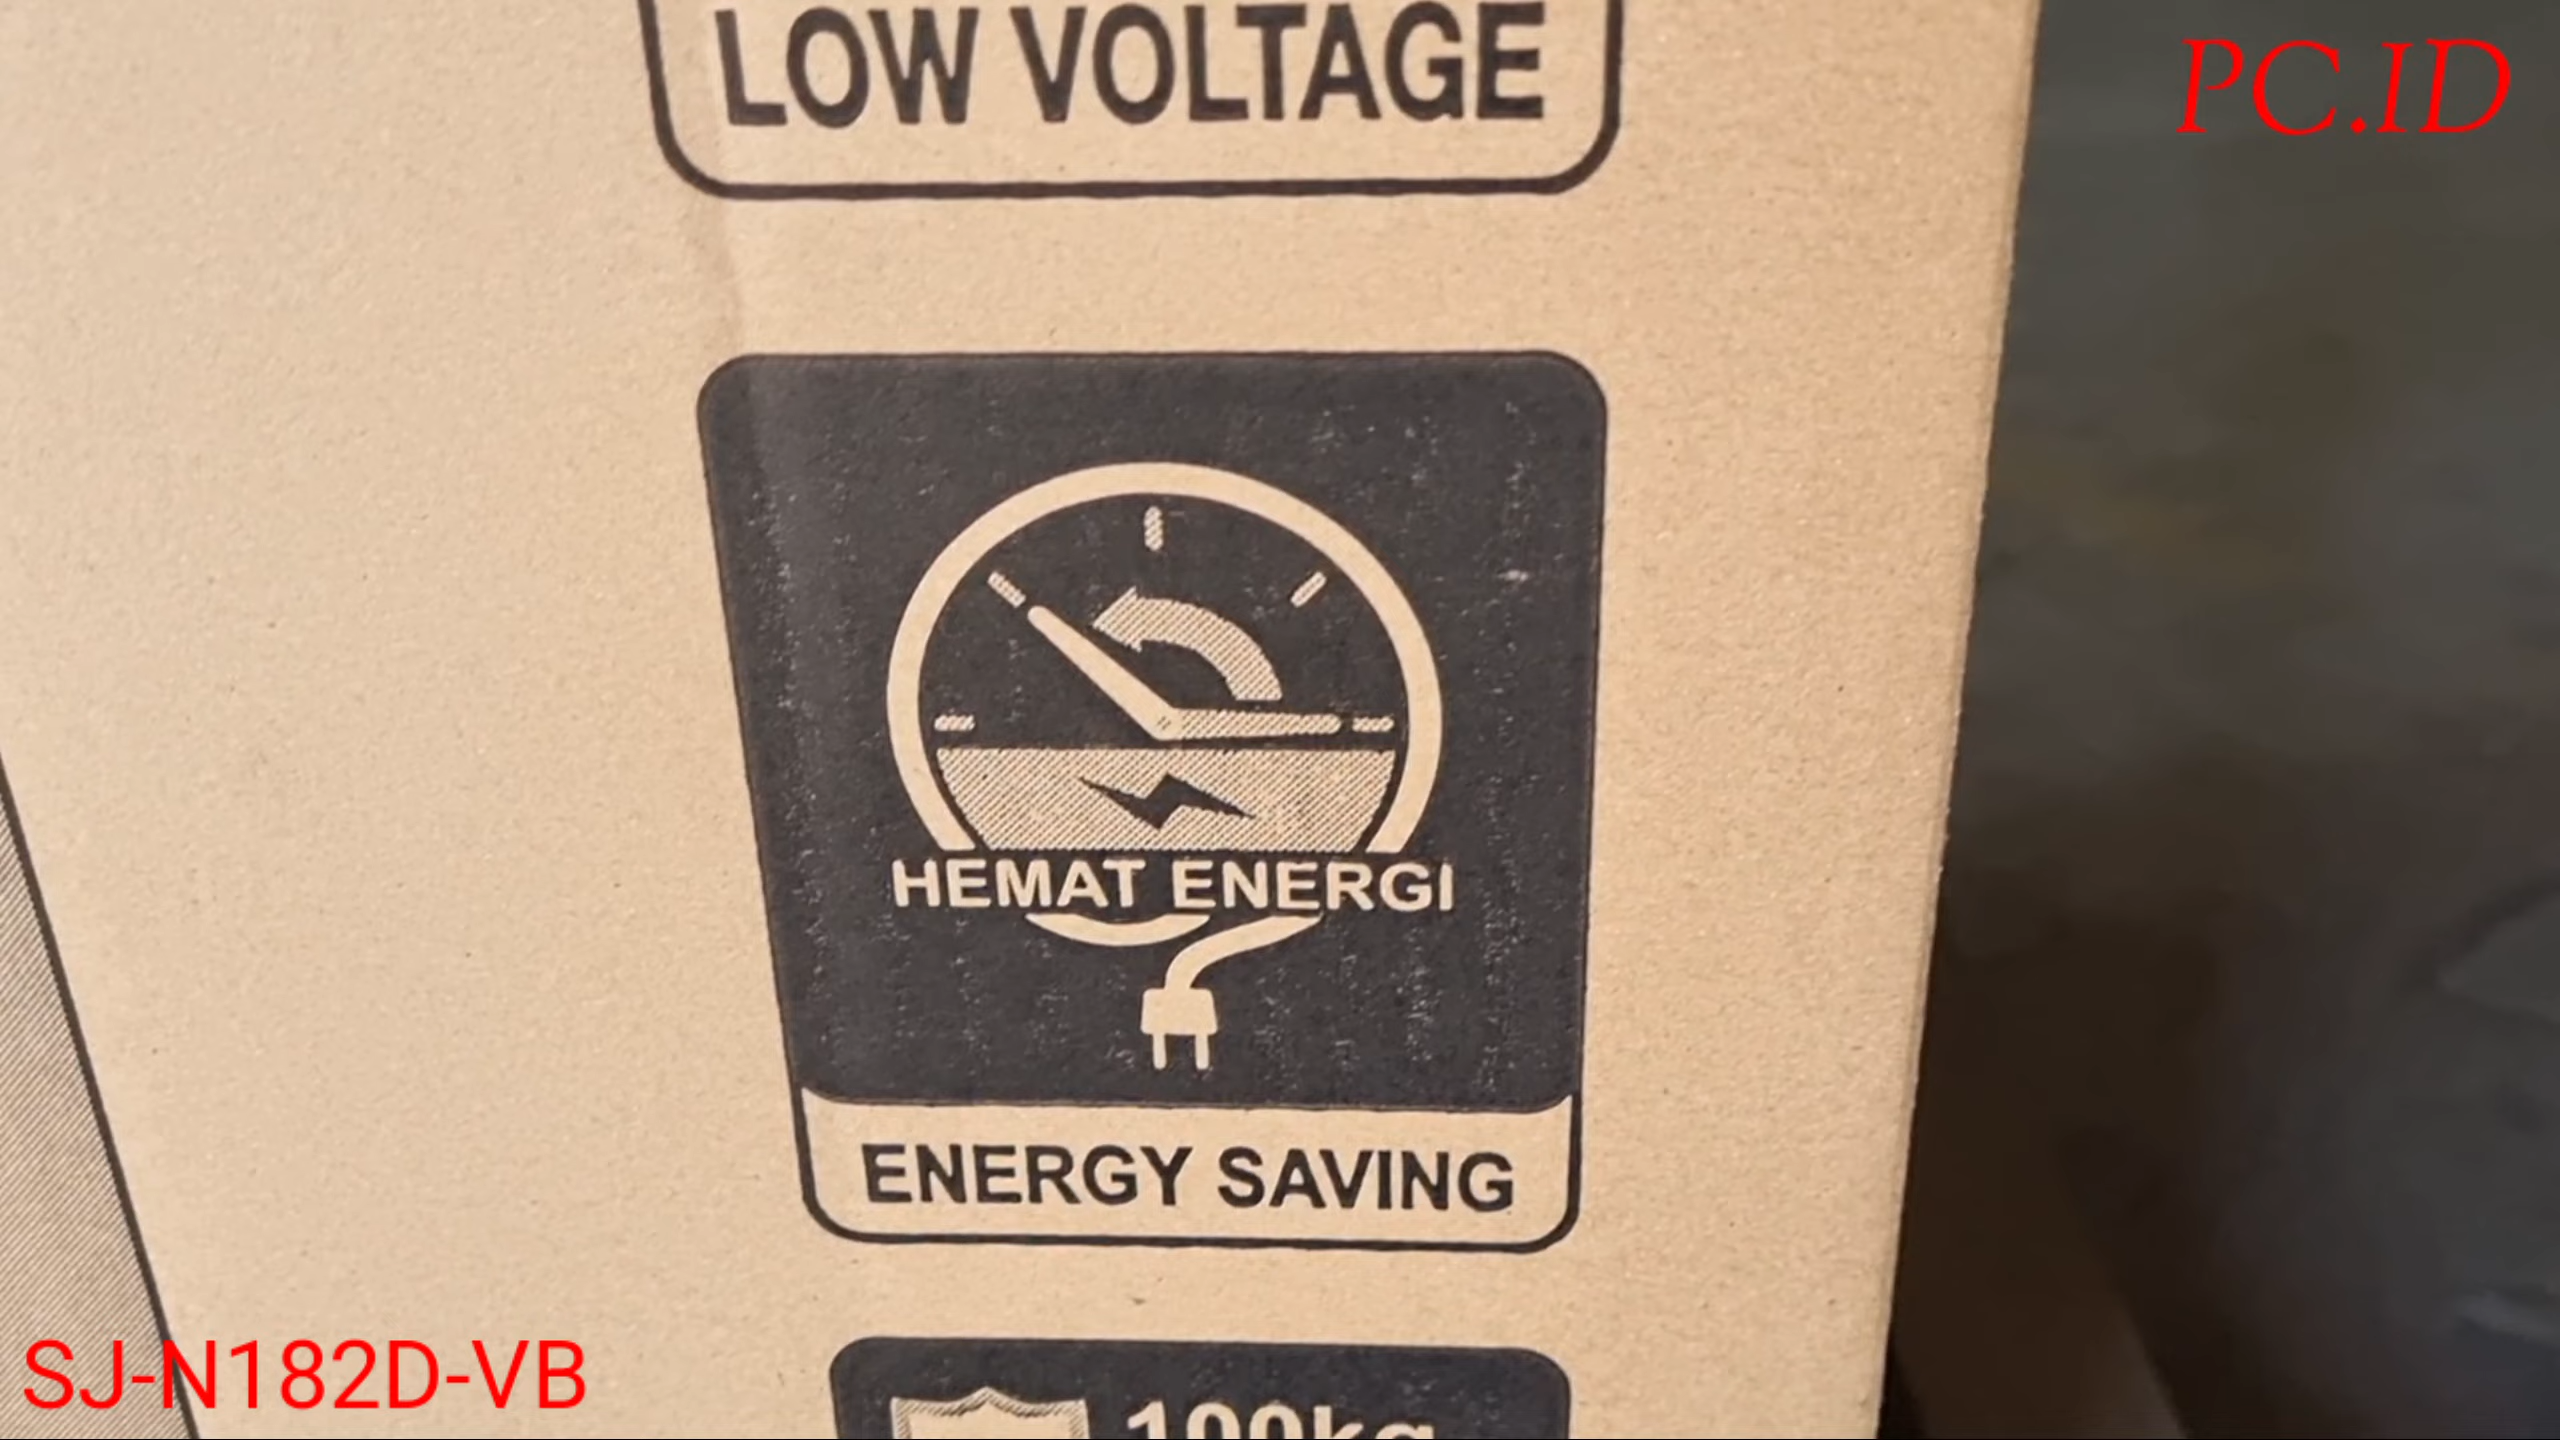 LOW VOLTAGE
PC.ID
HEMAT ENERGI
ENERGY SAVING
SJ-N182D-VB
100kg